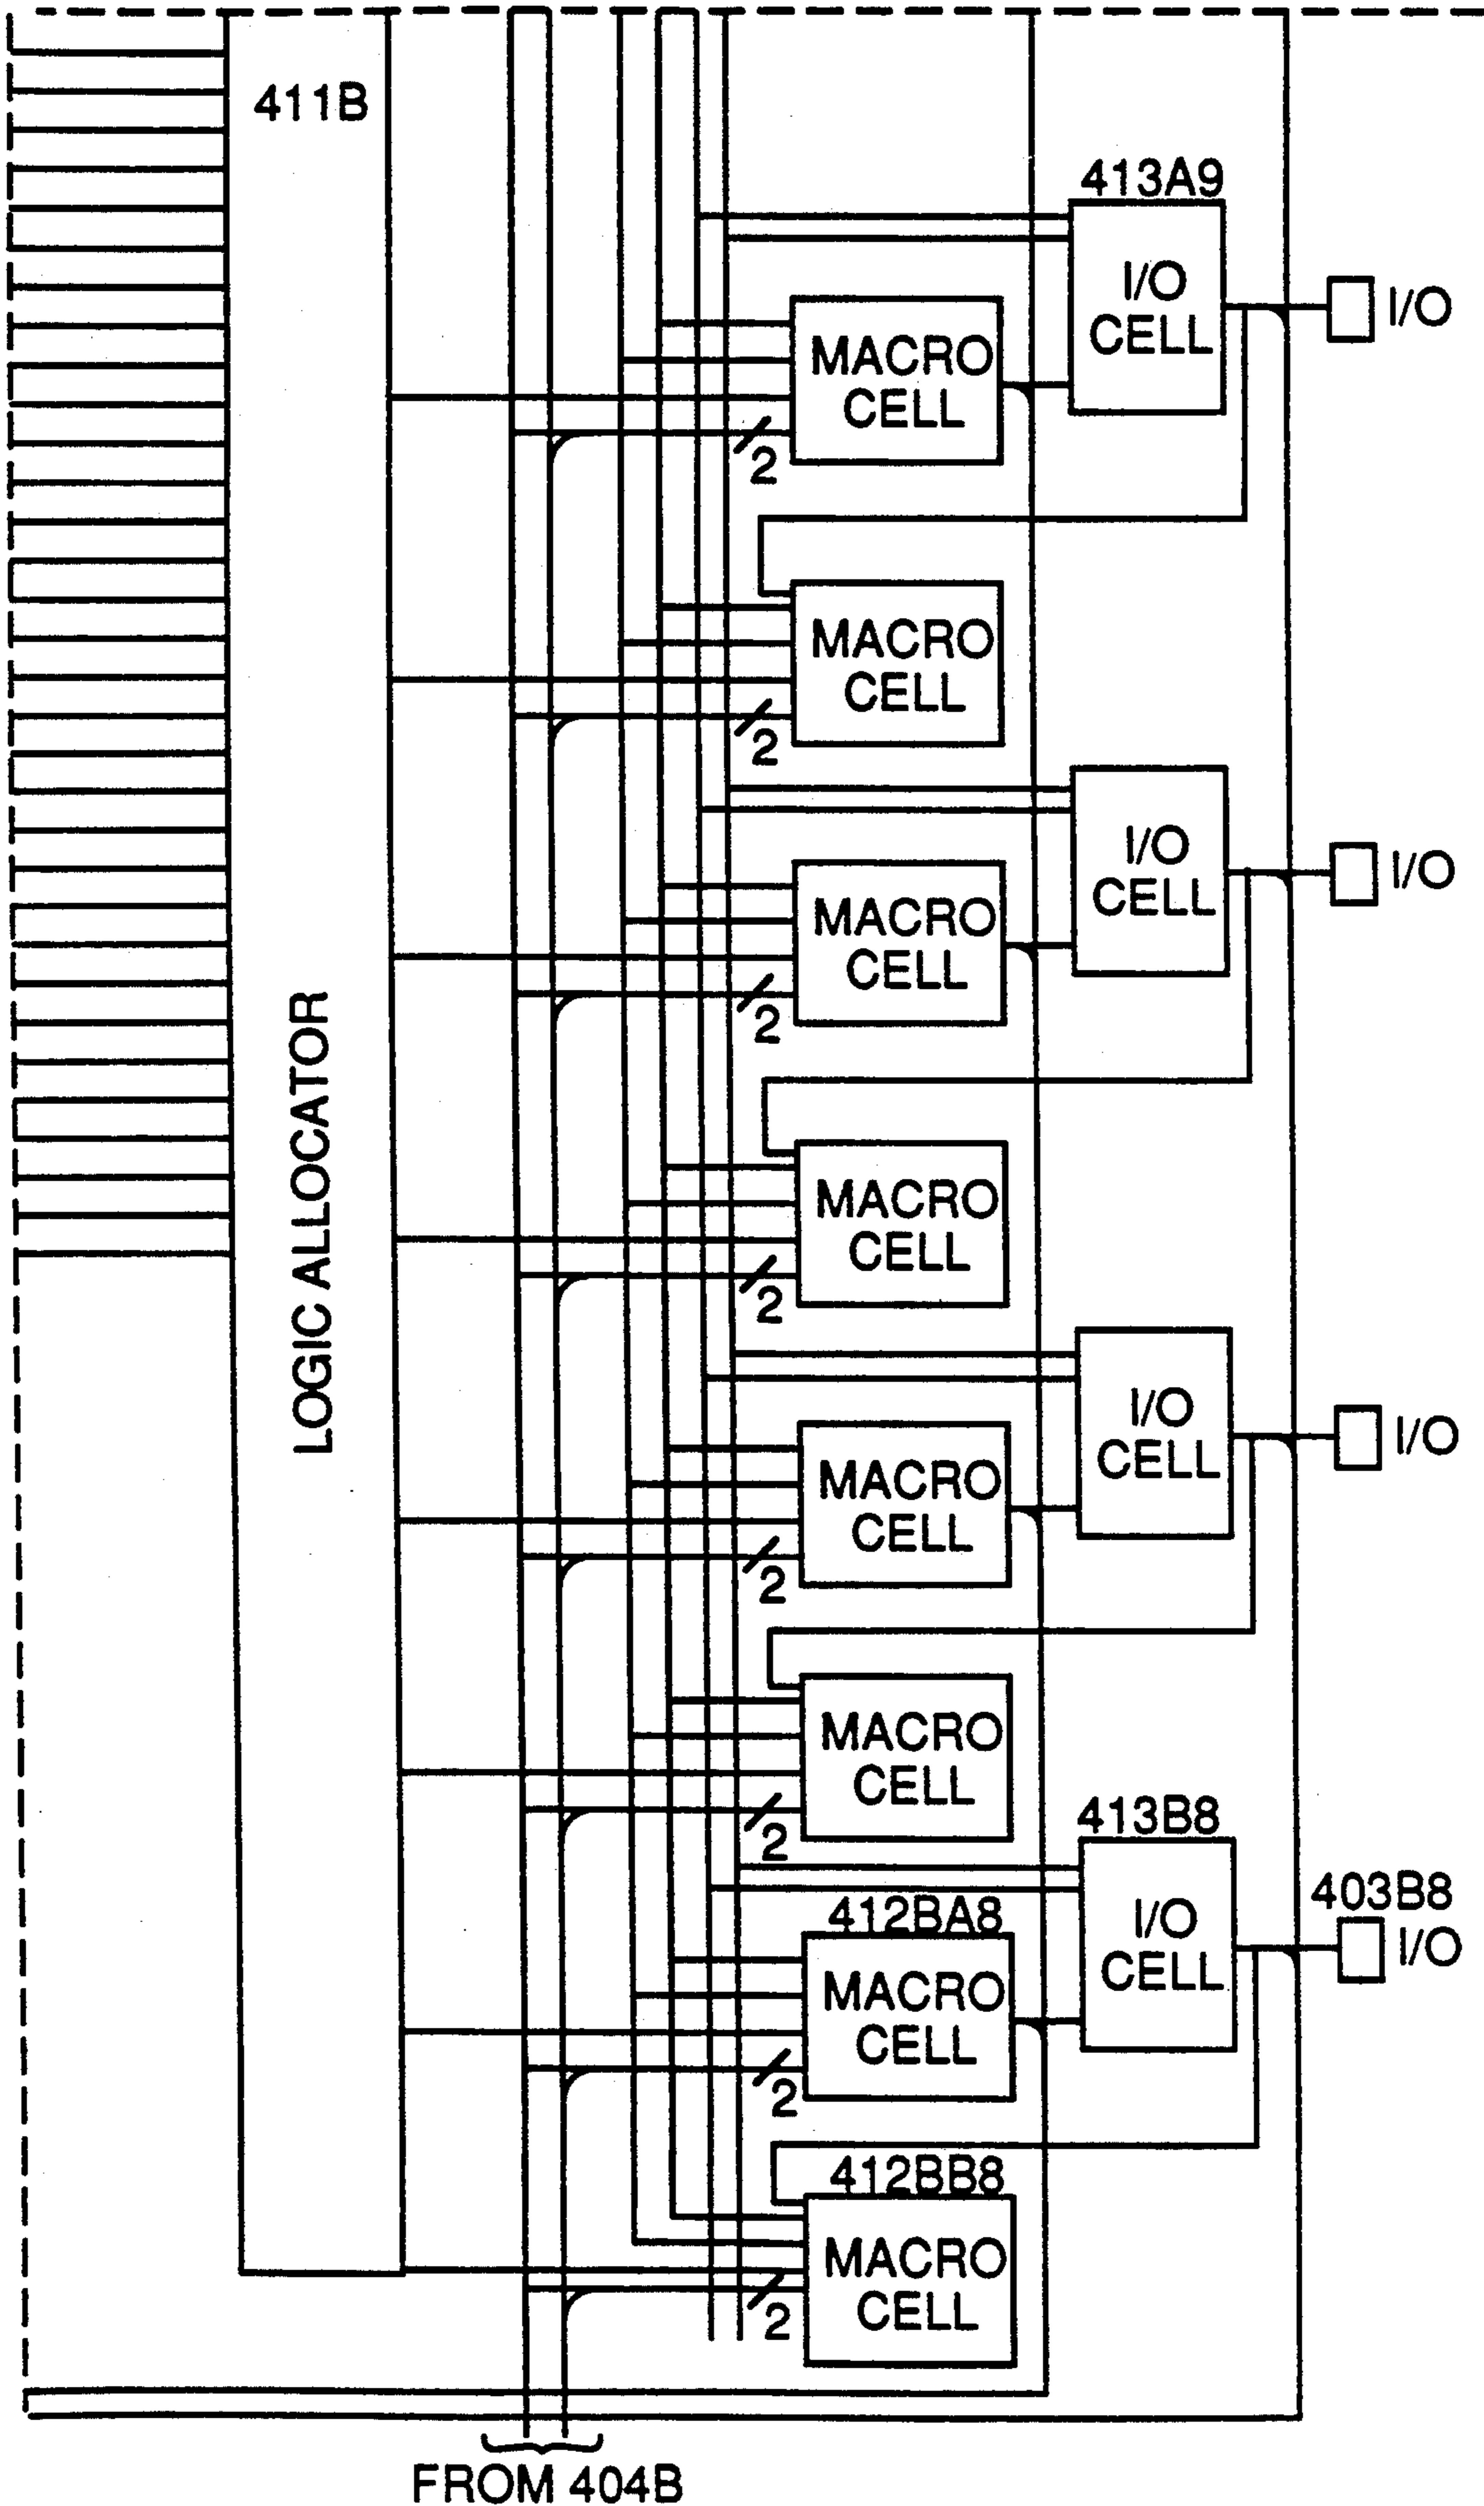 411B
413A9
I/O
CELL
I/O
MACRO
CELL
2
MACRO
CELL
2
I/O
CELL
I/O
MACRO
CELL
2
LOGIC ALLOCATOR
MACRO
CELL
2
I/O
CELL
I/O
MACRO
CELL
2
MACRO
CELL
2
413B8
I/O
CELL
403B8
I/O
412BA8
MACRO
CELL
2
412BB8
MACRO
CELL
2
FROM 404B